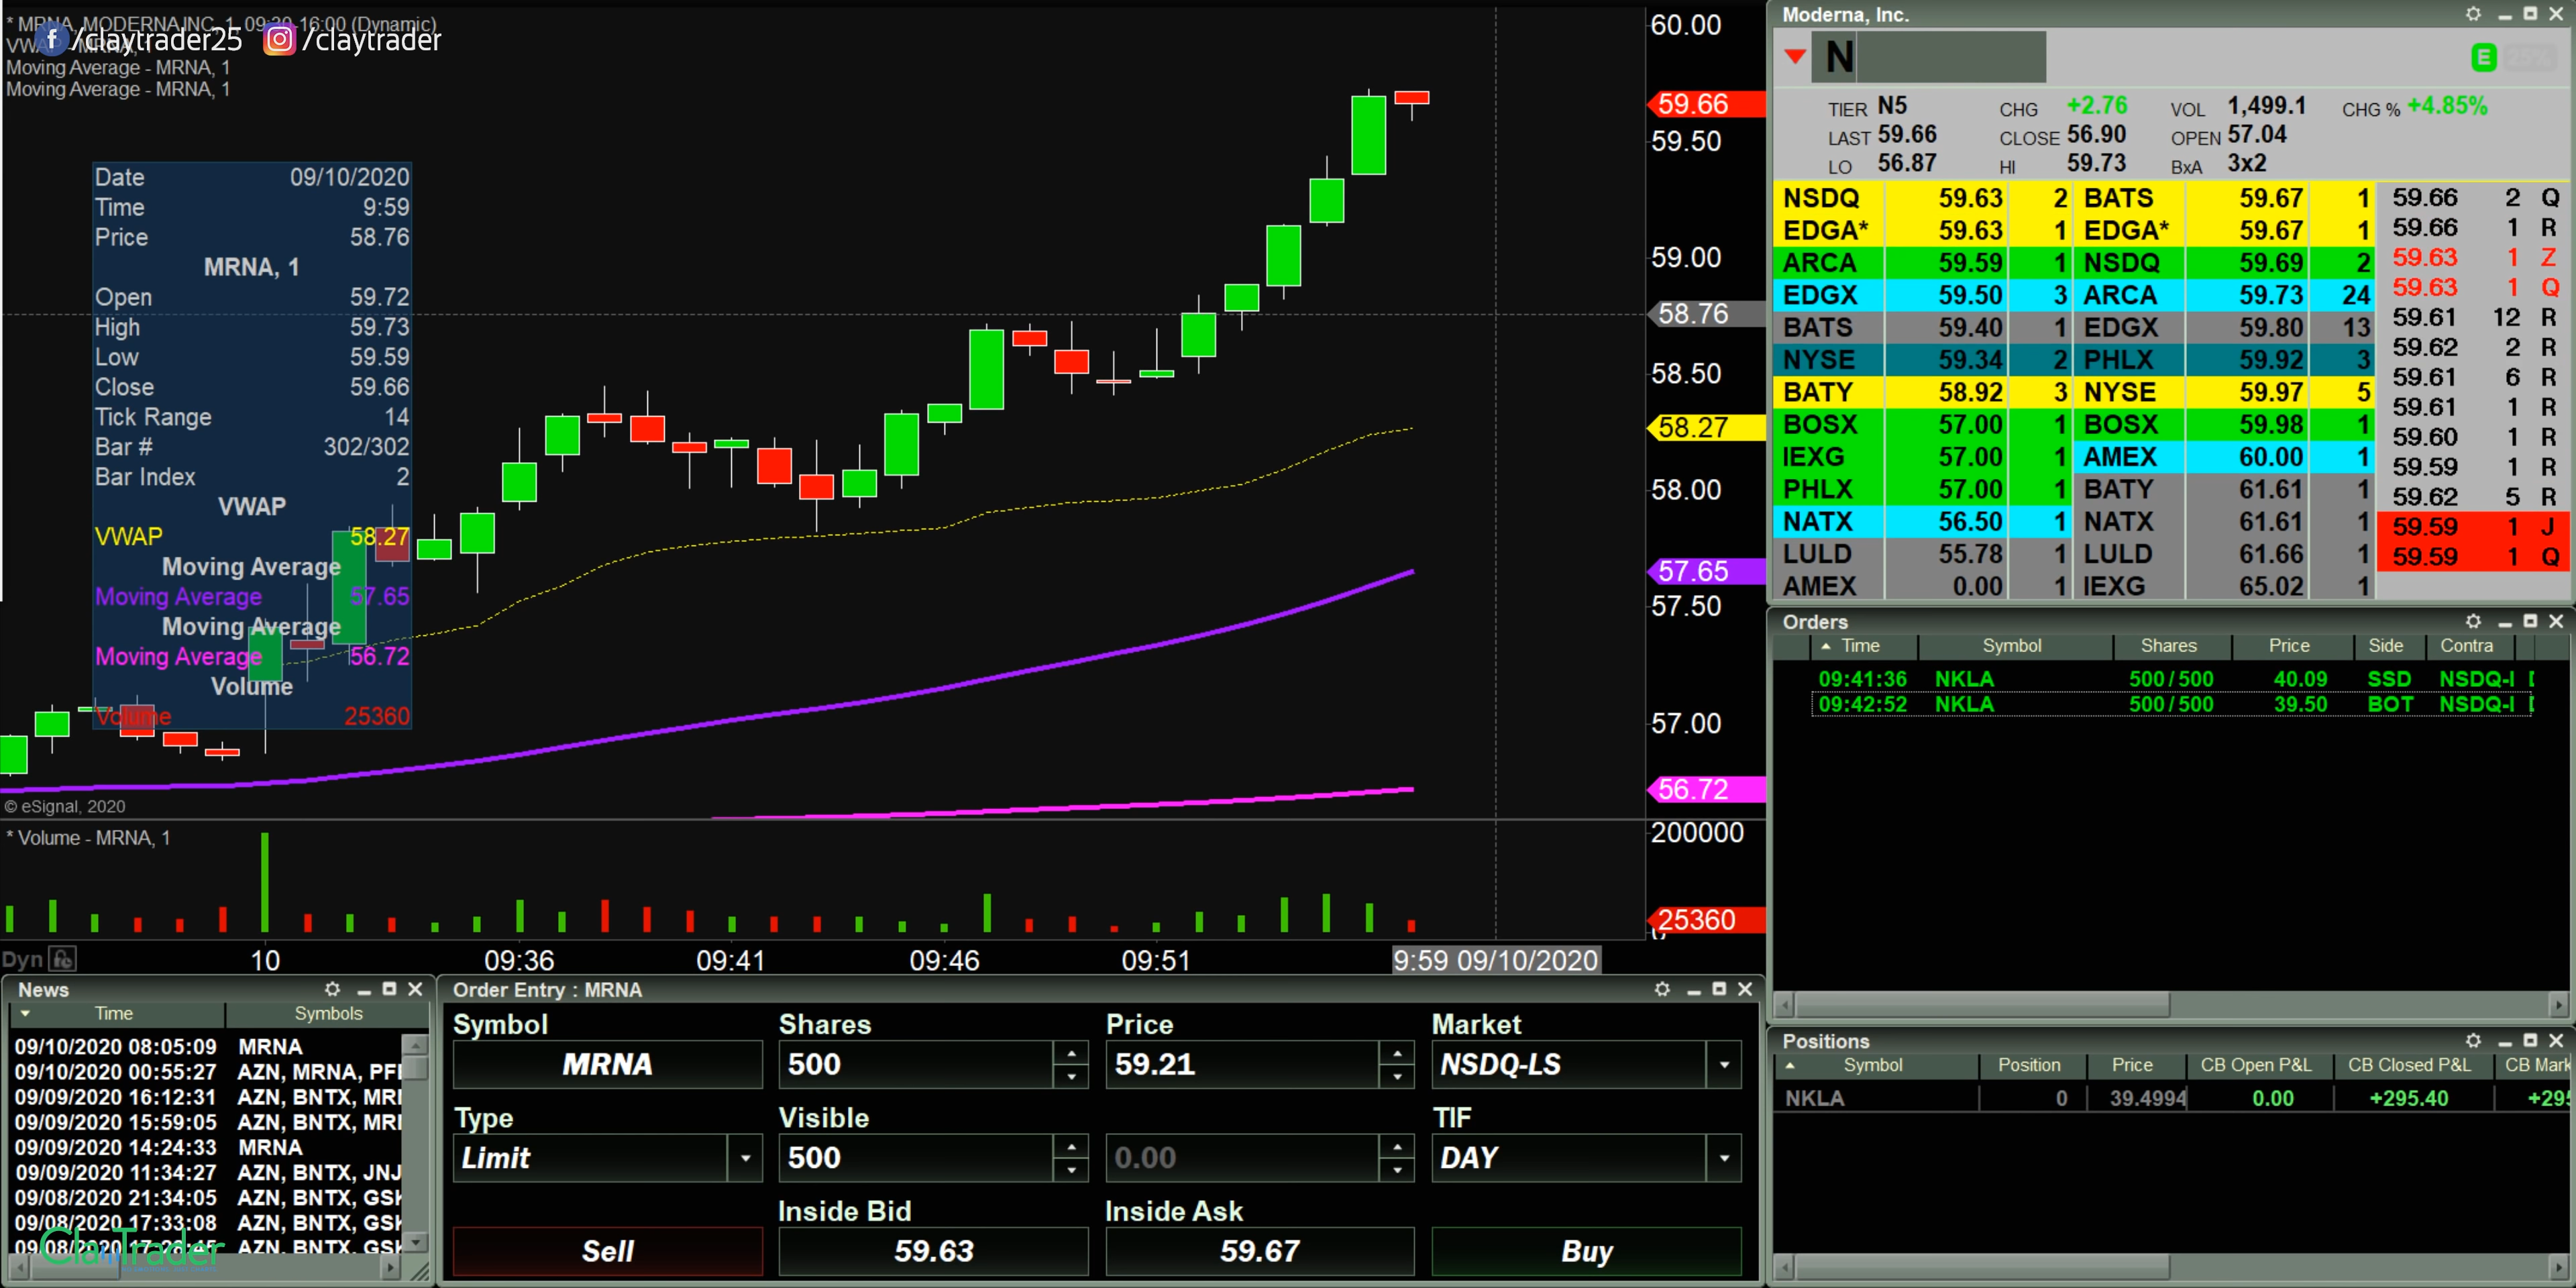 * MRNA, MODERNA,INC, 1, 09:30-16:00 (Dynamic)
/claytrader25 /claytrader
Moving Average - MRNA, 1
Moving Average - MRNA, 1
Date 09/10/2020
Time 9:59
Price 58.76
MRNA, 1
Open 59.72
High 59.73
Low 59.59
Close 59.66
Tick Range 14
Bar # 302/302
Bar Index 2
VWAP
VWAP 58.27
Moving Average
Moving Average 57.65
Moving Average
Moving Average 56.72
Volume
Volume 25360
© eSignal, 2020
60.00
59.66
59.50
59.00
58.76
58.50
58.27
58.00
57.65
57.50
57.00
56.72
* Volume - MRNA, 1
200000
25360
Dyn 10 09:36 09:41 09:46 09:51 9:59 09/10/2020
Moderna, Inc.
N
E
TIER N5 CHG +2.76 VOL 1,499.1 CHG % +4.85%
LAST 59.66 CLOSE 56.90 OPEN 57.04
LO 56.87 HI 59.73 BxA 3x2
NSDQ 59.63 2 BATS 59.67 1
EDGA* 59.63 1 EDGA* 59.67 1
ARCA 59.59 1 NSDQ 59.69 2
EDGX 59.50 3 ARCA 59.73 24
BATS 59.40 1 EDGX 59.80 13
NYSE 59.34 2 PHLX 59.92 3
BATY 58.92 3 NYSE 59.97 5
BOSX 57.00 1 BOSX 59.98 1
IEXG 57.00 1 AMEX 60.00 1
PHLX 57.00 1 BATY 61.61 1
NATX 56.50 1 NATX 61.61 1
LULD 55.78 1 LULD 61.66 1
AMEX 0.00 1 IEXG 65.02 1
59.66 2 Q
59.66 1 R
59.63 1 Z
59.63 1 Q
59.61 12 R
59.62 2 R
59.61 6 R
59.61 1 R
59.60 1 R
59.59 1 R
59.62 5 R
59.59 1 J
59.59 1 Q
Orders
Time Symbol Shares Price Side Contra
09:41:36 NKLA 500/500 40.09 SSD NSDQ-I
09:42:52 NKLA 500/500 39.50 BOT NSDQ-I
Positions
Symbol Position Price CB Open P&L CB Closed P&L CB Mark
NKLA 0 39.4994 0.00 +295.40 +295
News
Time Symbols
09/10/2020 08:05:09 MRNA
09/10/2020 00:55:27 AZN, MRNA, PFI
09/09/2020 16:12:31 AZN, BNTX, MRI
09/09/2020 15:59:05 AZN, BNTX, MRI
09/09/2020 14:24:33 MRNA
09/09/2020 11:34:27 AZN, BNTX, JNJ
09/08/2020 21:34:05 AZN, BNTX, GSK
09/08/2020 17:33:08 AZN, BNTX, GSK
AZN, BNTX, GSK
ClayTrader
Order Entry : MRNA
Symbol Shares Price Market
MRNA 500 59.21 NSDQ-LS
Type Visible TIF
Limit 500 0.00 DAY
Inside Bid Inside Ask
Sell 59.63 59.67 Buy